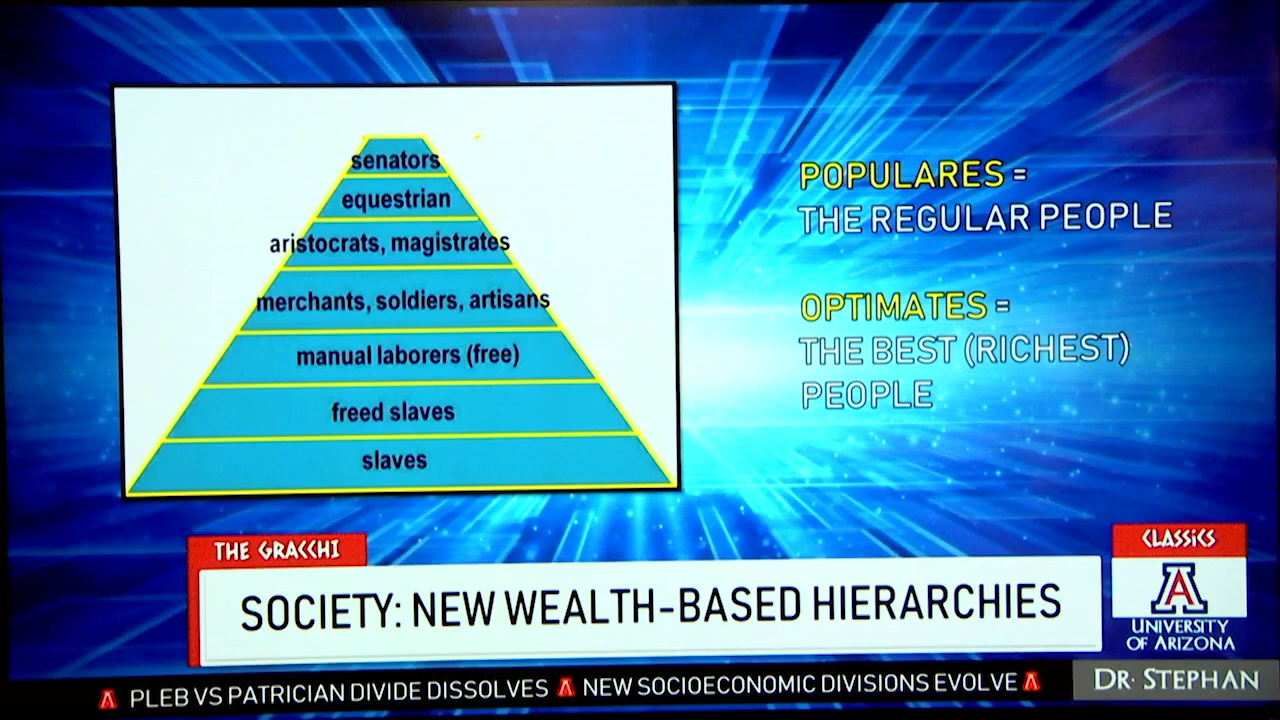 senators
equestrian
aristocrats, magistrates
merchants, soldiers, artisans
manual laborers (free)
freed slaves
slaves
POPULARES =
THE REGULAR PEOPLE
OPTIMATES =
THE BEST (RICHEST)
PEOPLE
THE GRACCHI
SOCIETY: NEW WEALTH-BASED HIERARCHIES
CLASSICS
A
UNIVERSITY
OF ARIZONA
PLEB VS PATRICIAN DIVIDE DISSOLVES NEW SOCIOECONOMIC DIVISIONS EVOLVE
DR. STEPHAN